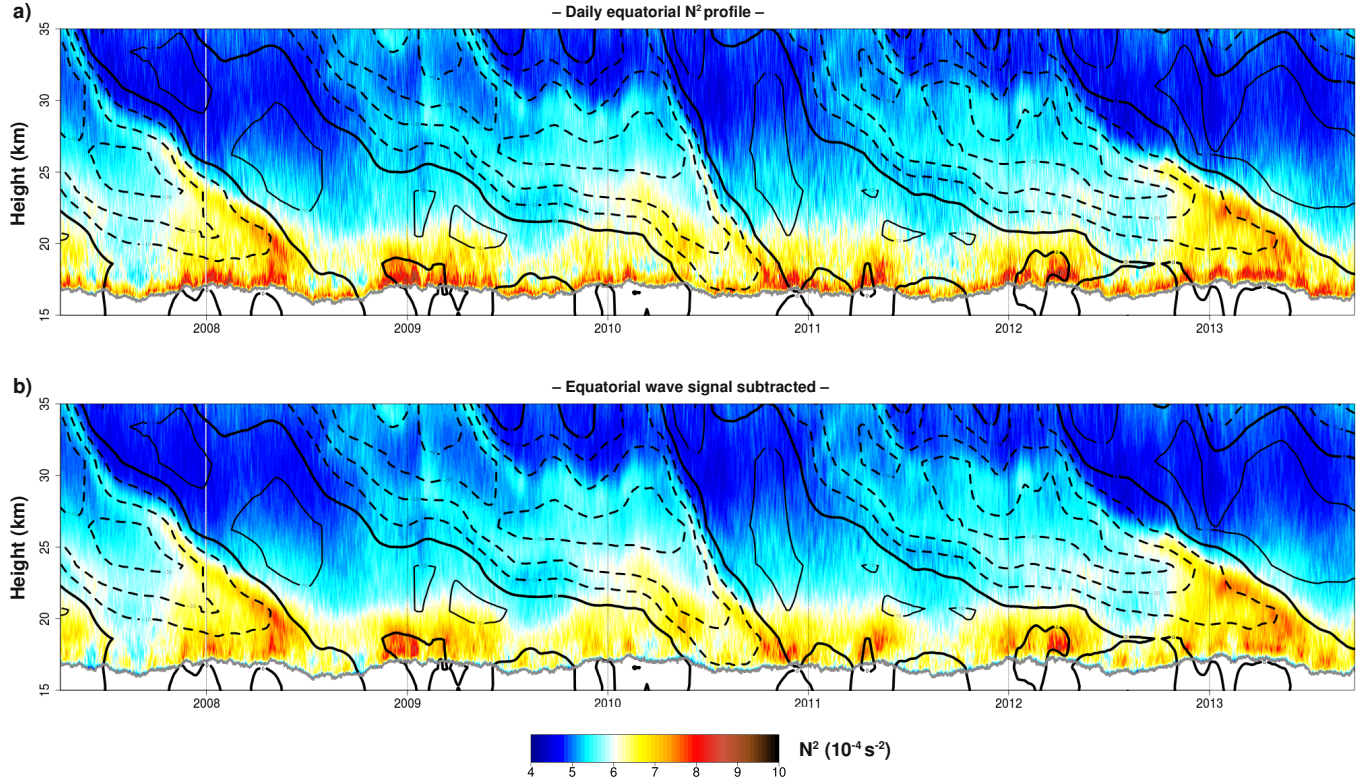 a)
– Daily equatorial N² profile –
Height (km)
35
30
25
20
15
2008
2009
2010
2011
2012
2013
b)
– Equatorial wave signal subtracted –
Height (km)
35
30
25
20
15
2008
2009
2010
2011
2012
2013
4 5 6 7 8 9 10
N² (10⁻⁴ s⁻²)